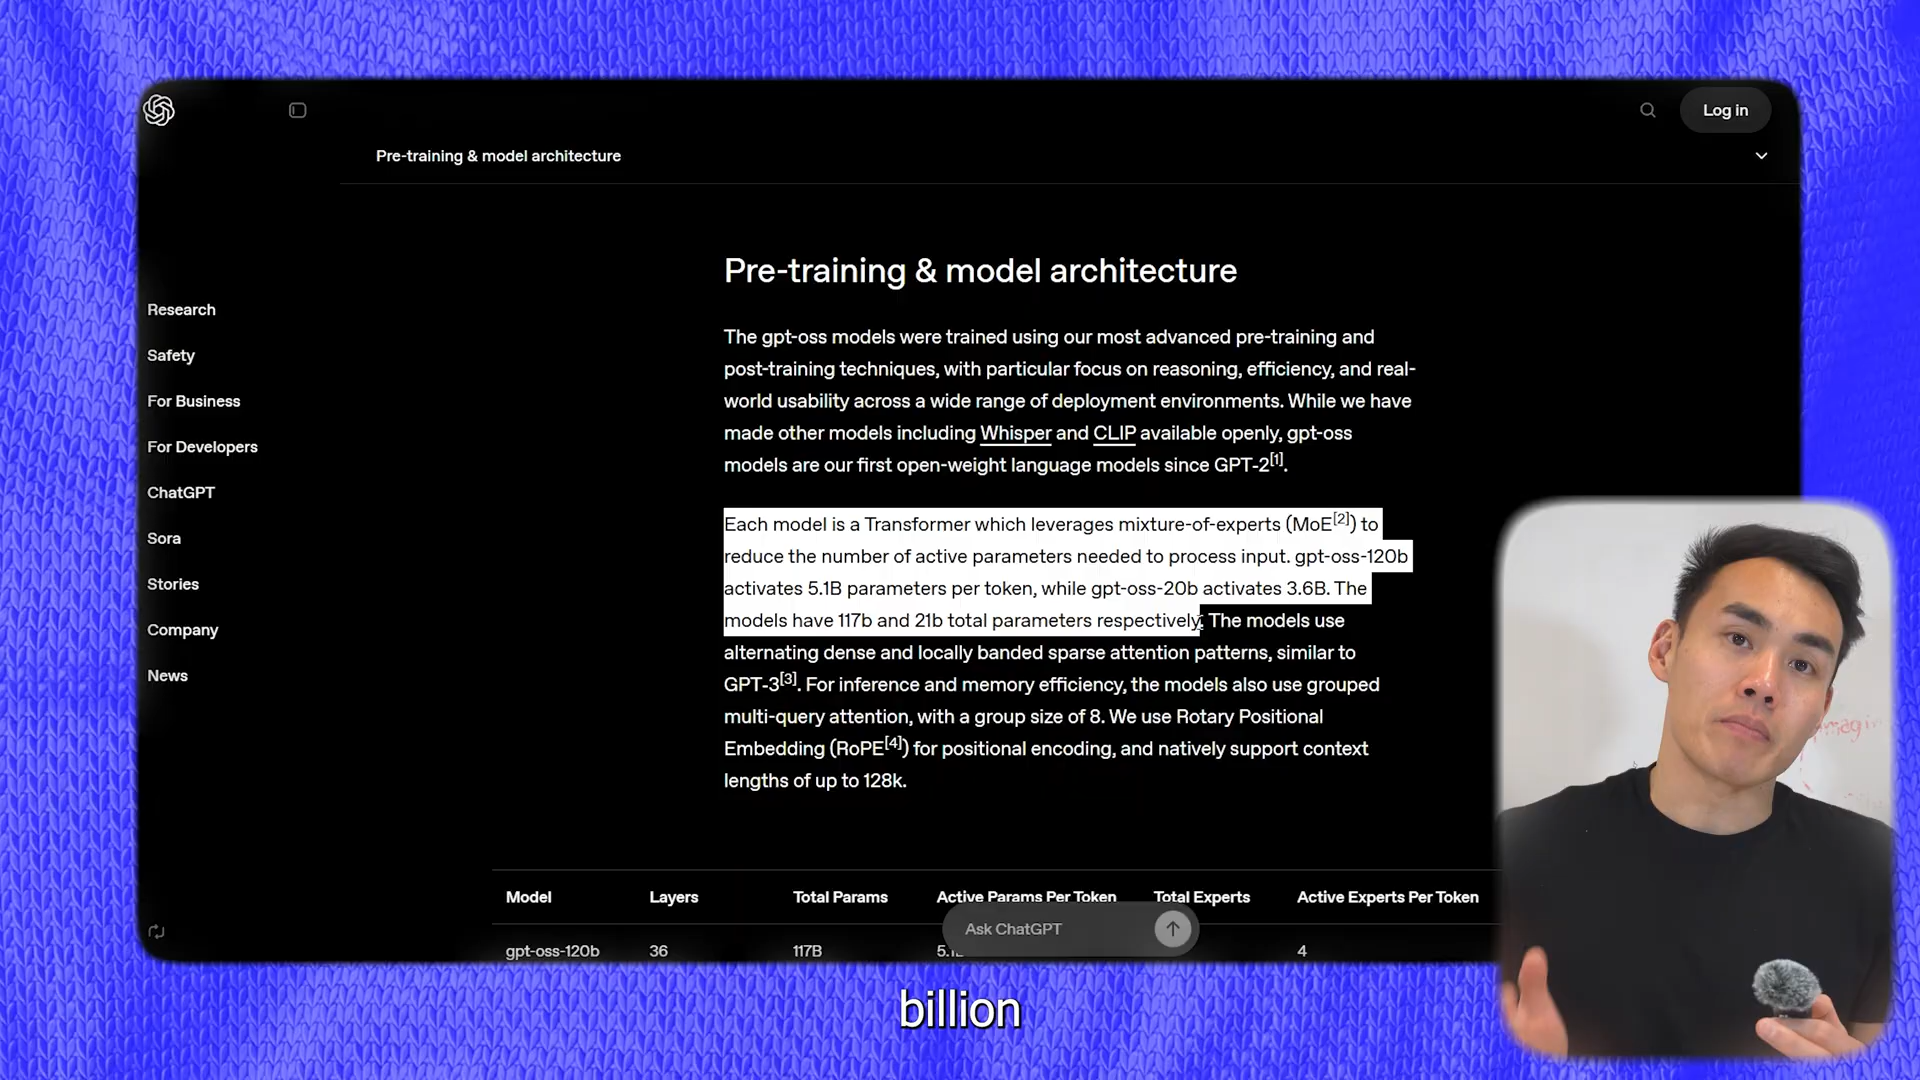 Log in
Pre-training & model architecture
Pre-training & model architecture
Research
Safety
For Business
For Developers
ChatGPT
Sora
Stories
Company
News
The gpt-oss models were trained using our most advanced pre-training and
post-training techniques, with particular focus on reasoning, efficiency, and real-
world usability across a wide range of deployment environments. While we have
made other models including Whisper and CLIP available openly, gpt-oss
models are our first open-weight language models since GPT-2[1].
Each model is a Transformer which leverages mixture-of-experts (MoE[2]) to
reduce the number of active parameters needed to process input. gpt-oss-120b
activates 5.1B parameters per token, while gpt-oss-20b activates 3.6B. The
models have 117b and 21b total parameters respectively. The models use
alternating dense and locally banded sparse attention patterns, similar to
GPT-3[3]. For inference and memory efficiency, the models also use grouped
multi-query attention, with a group size of 8. We use Rotary Positional
Embedding (RoPE[4]) for positional encoding, and natively support context
lengths of up to 128k.
Model Layers Total Params Active Params Per Token Total Experts Active Experts Per Token
gpt-oss-120b 36 117B 4
Ask ChatGPT
billion